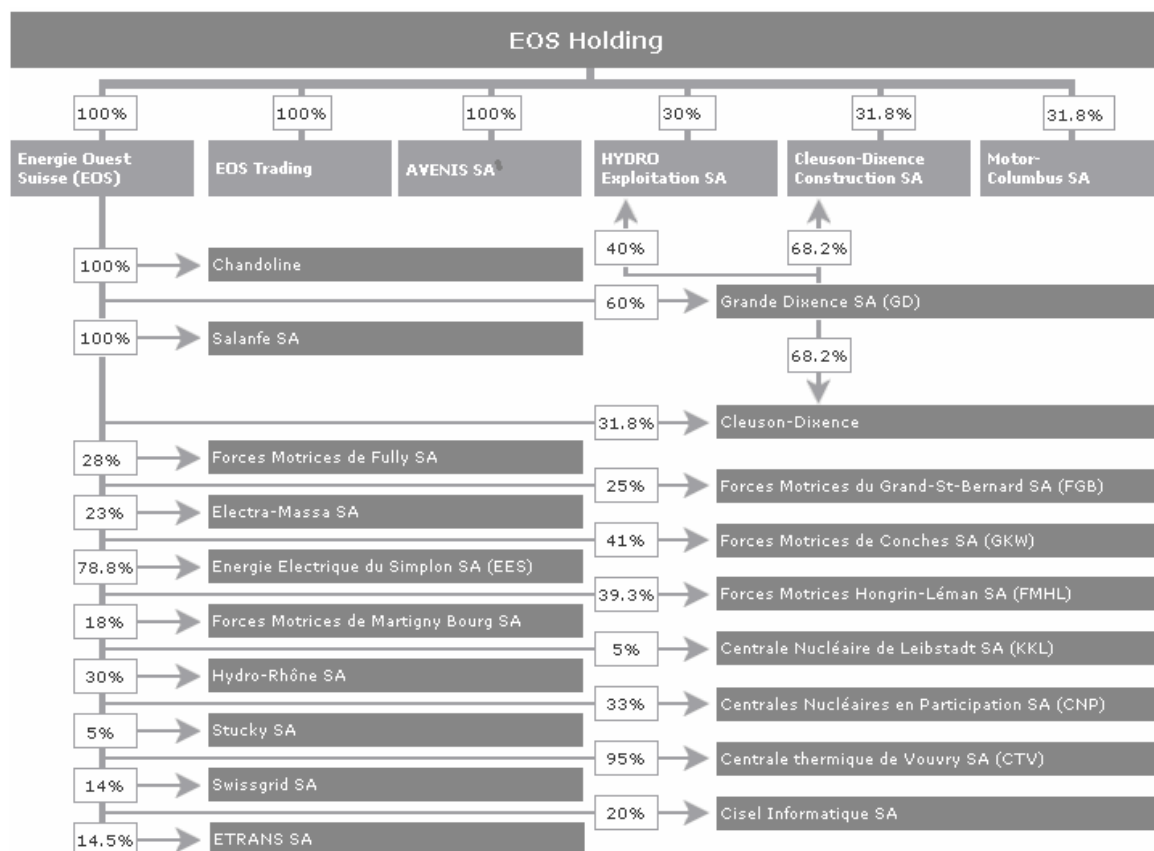 EOS Holding
100%
100%
100%
30%
31.8%
31.8%
Energie Ouest
Suisse (EOS)
EOS Trading
AVENIS SA
HYDRO
Exploitation SA
Cleuson-Dixence
Construction SA
Motor-
Columbus SA
40%
68.2%
100%
Chandoline
60%
Grande Dixence SA (GD)
100%
Salanfe SA
68.2%
31.8%
Cleuson-Dixence
28%
Forces Motrices de Fully SA
25%
Forces Motrices du Grand-St-Bernard SA (FGB)
23%
Electra-Massa SA
41%
Forces Motrices de Conches SA (GKW)
78.8%
Energie Electrique du Simplon SA (EES)
39.3%
Forces Motrices Hongrin-Léman SA (FMHL)
18%
Forces Motrices de Martigny Bourg SA
5%
Centrale Nucléaire de Leibstadt SA (KKL)
30%
Hydro-Rhône SA
33%
Centrales Nucléaires en Participation SA (CNP)
5%
Stucky SA
95%
Centrale thermique de Vouvry SA (CTV)
14%
Swissgrid SA
20%
Cisel Informatique SA
14.5%
ETRANS SA